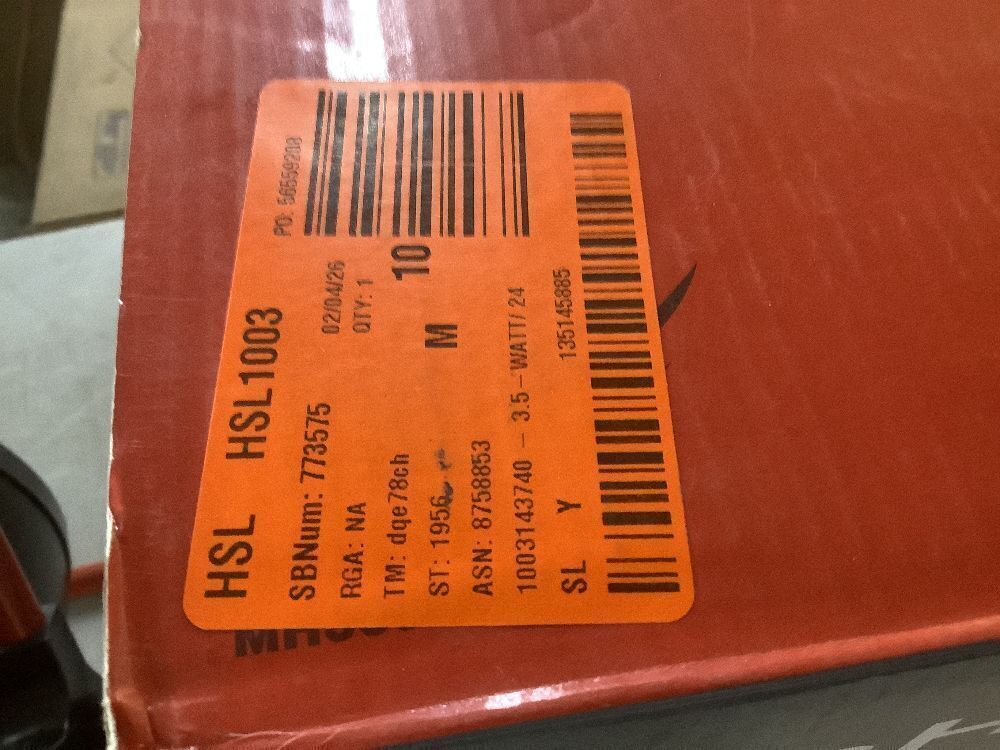 HSL HSL1003
PO: 56559208
SBNum: 773575
02/04/26
RGA: NA
QTY: 1
TM: dqe78ch
M 10
ST: 1956
ASN: 8758853
1003143740 - 3.5-WATT/ 24
SL Y 135145885